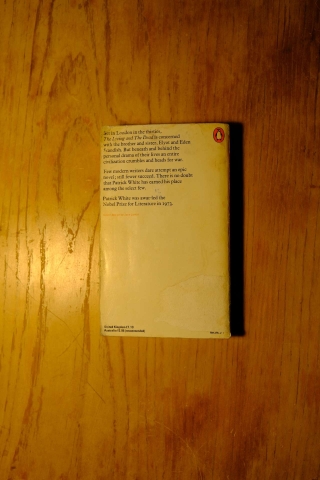 Set in London in the thirties,
The Living and The Dead is concerned
with the brother and sister, Elyot and Eden
Standish. But beneath and behind the
personal drama of their lives an entire
civilization crumbles and heads for war.
Few modern writers dare attempt an epic
novel; still fewer succeed. There is no doubt
that Patrick White has earned his place
among the select few.
Patrick White was awarded the
Nobel Prize for Literature in 1973.
United Kingdom
Australia (recommended)